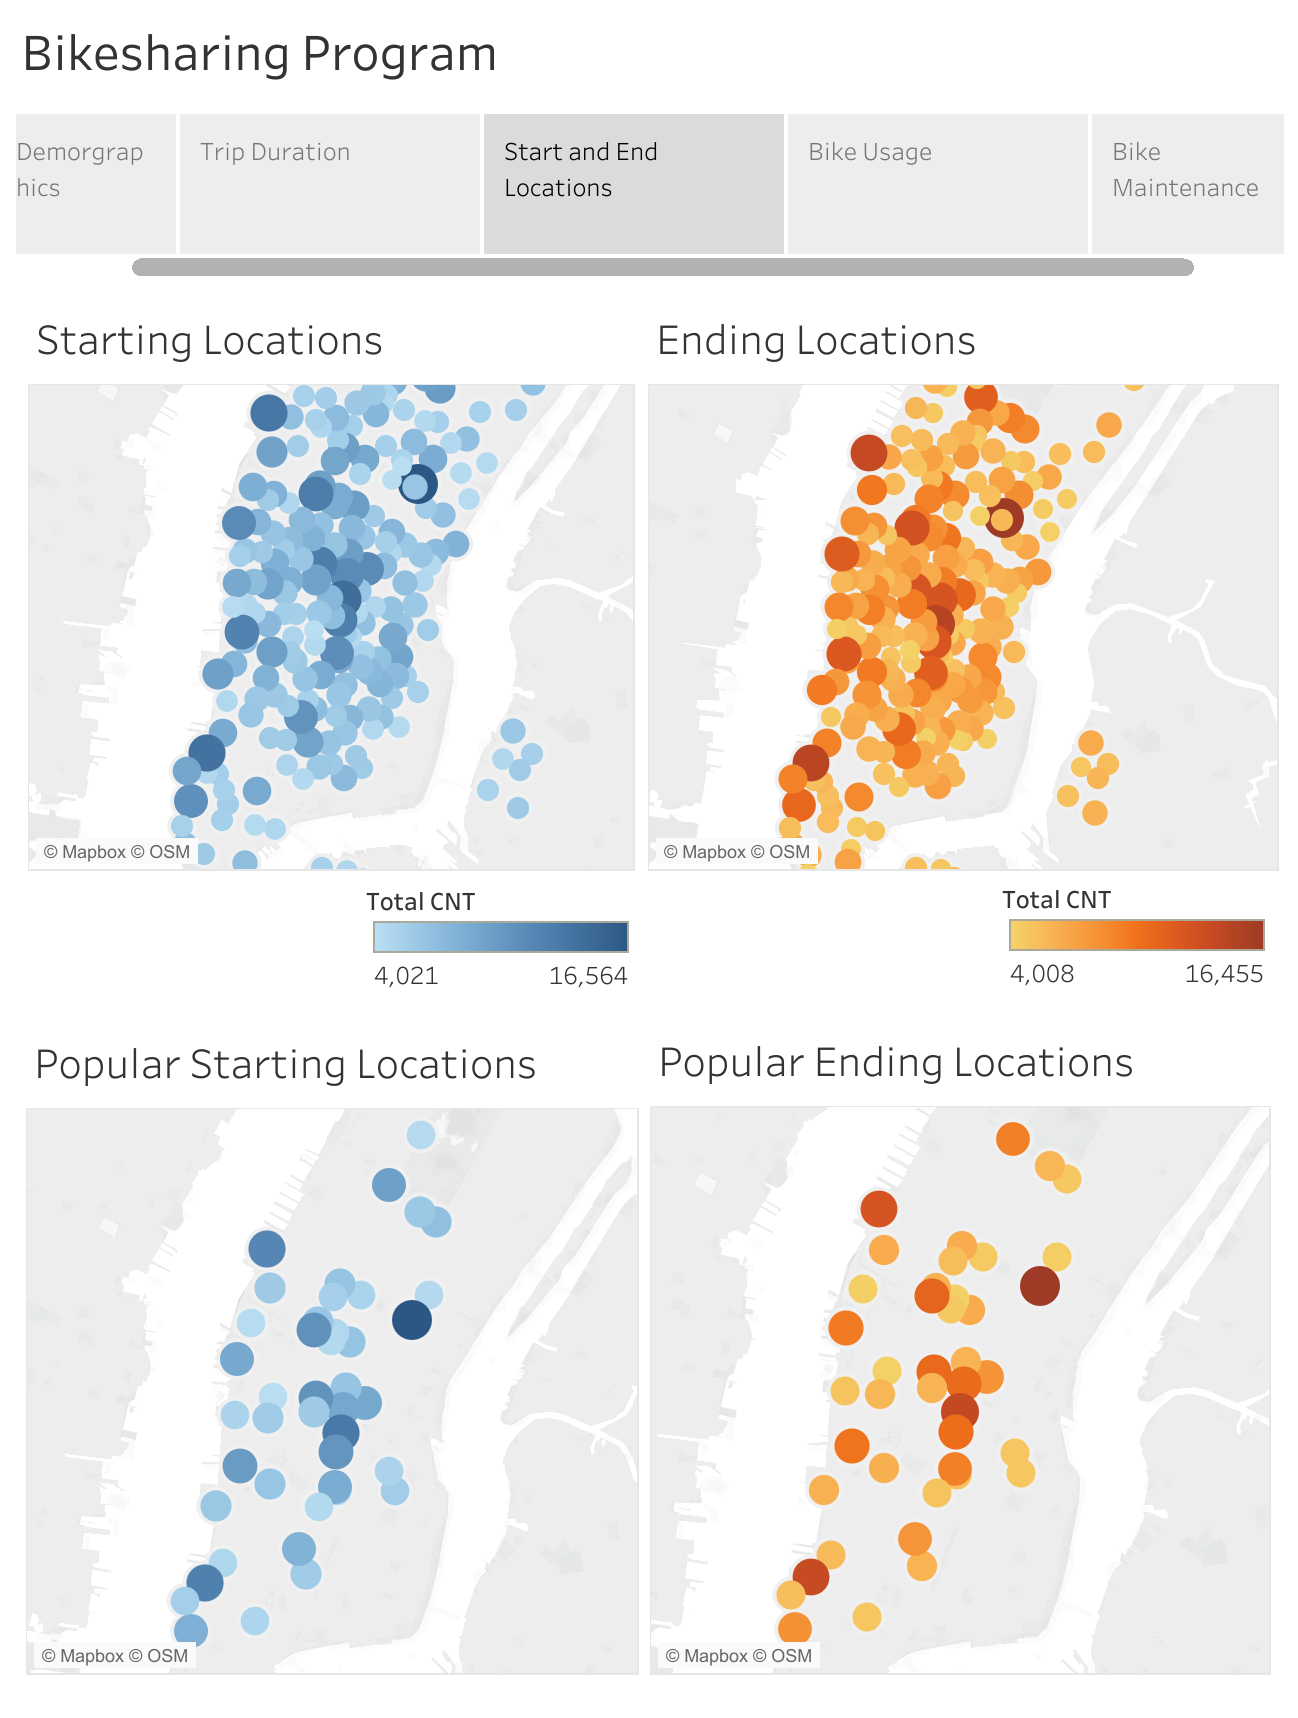 Bikesharing Program
Demorgrap
hics
Trip Duration
Start and End
Locations
Bike Usage
Bike
Maintenance
Starting Locations
Ending Locations
© Mapbox © OSM
© Mapbox © OSM
Total CNT
4,021 16,564
Total CNT
4,008 16,455
Popular Starting Locations
Popular Ending Locations
© Mapbox © OSM
© Mapbox © OSM